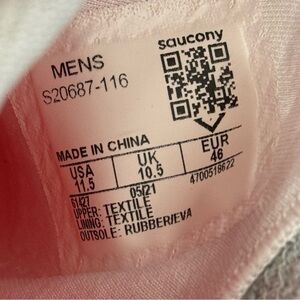 saucony
MENS
S20687-116
MADE IN CHINA
USA UK EUR
11.5 10.5 46
61427 05/21 4700518622
UPPER: TEXTILE
LINING: TEXTILE
OUTSOLE: RUBBER/EVA